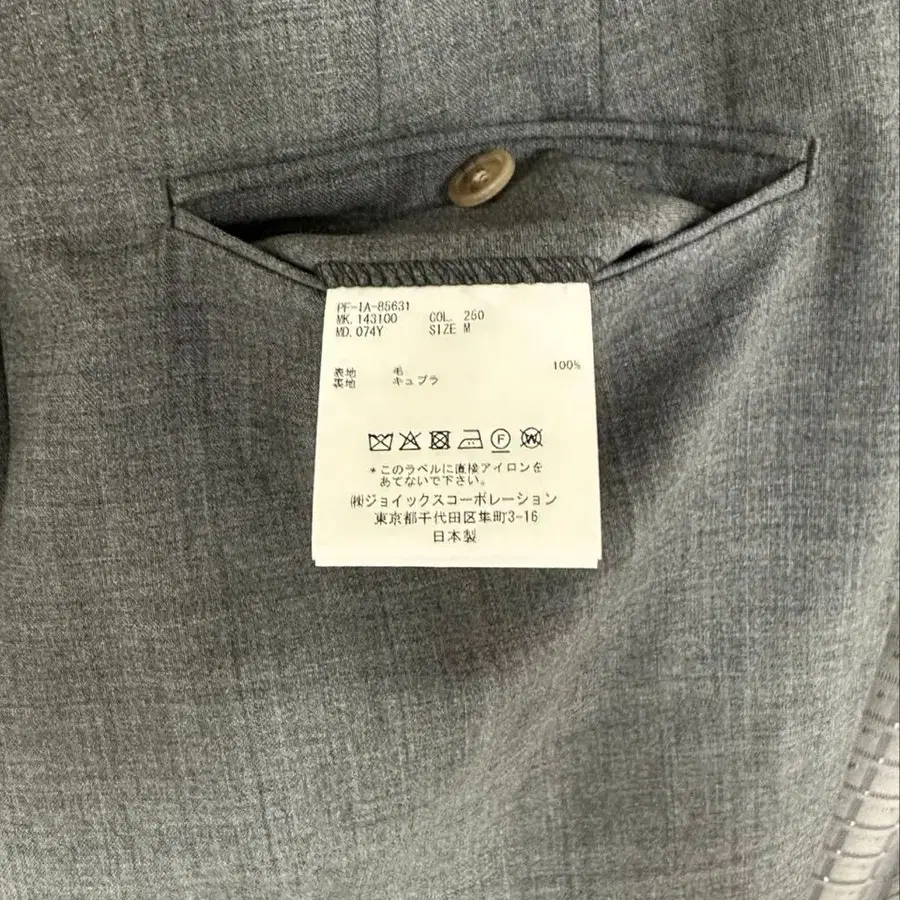 PF-IA-85631
MK. 143100 COL. 260
MD. 074Y SIZE M
表地 毛 100%
裏地 キュプラ
F
W
*このラベルに直接アイロンを
あてないで下さい。
㈱ジョイックスコーポレーション
東京都千代田区隼町3-16
日本製